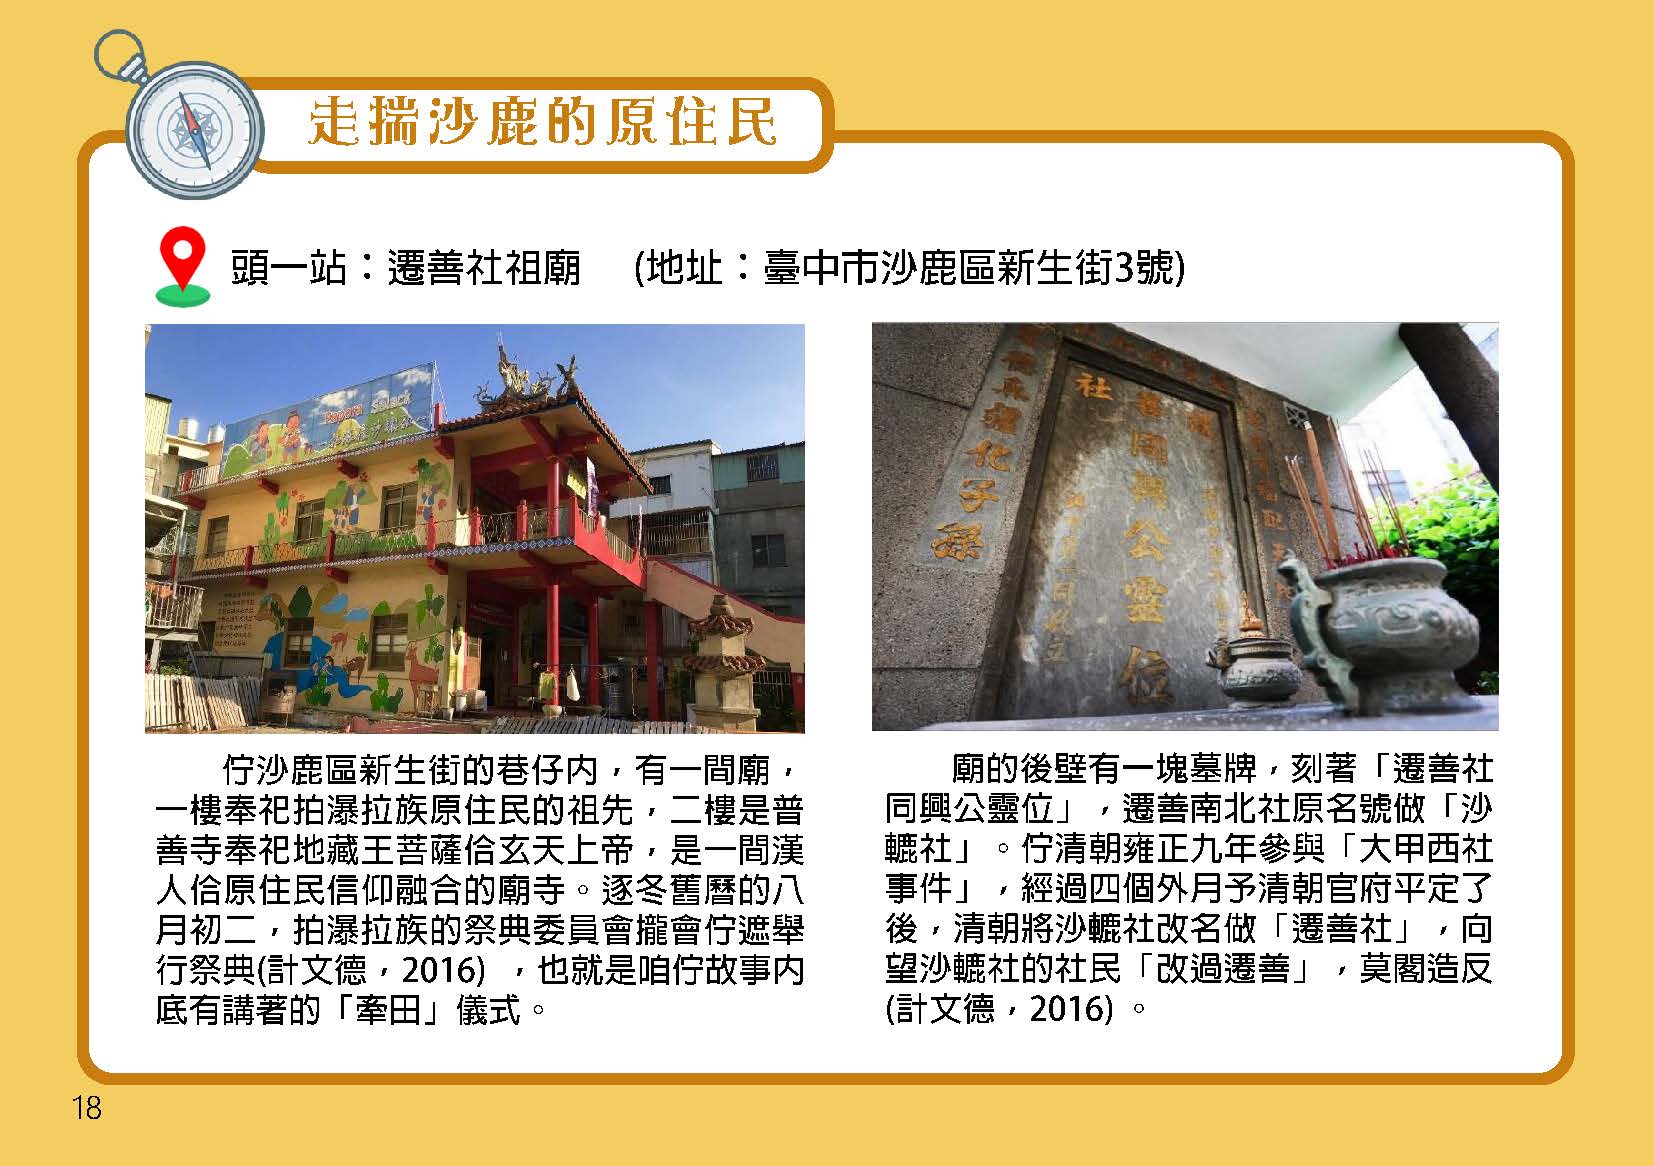 走揣沙鹿的原住民
頭一站：遷善社祖廟 (地址：臺中市沙鹿區新生街3號)
Papora Salack
社
善同興公靈位
化子孫
佇沙鹿區新生街的巷仔內，有一間廟，
一樓奉祀拍瀑拉族原住民的祖先，二樓是普
善寺奉祀地藏王菩薩佮玄天上帝，是一間漢
人佮原住民信仰融合的廟寺。逐冬舊曆的八
月初二，拍瀑拉族的祭典委員會攏會佇遮舉
行祭典(計文德，2016) ，也就是咱佇故事內
底有講著的「牽田」儀式。
廟的後壁有一塊墓牌，刻著「遷善社
同興公靈位」，遷善南北社原名號做「沙
轆社」。佇清朝雍正九年參與「大甲西社
事件」，經過四個外月予清朝官府平定了
後，清朝將沙轆社改名做「遷善社」，向
望沙轆社的社民「改過遷善」，莫閣造反
(計文德，2016) 。
18